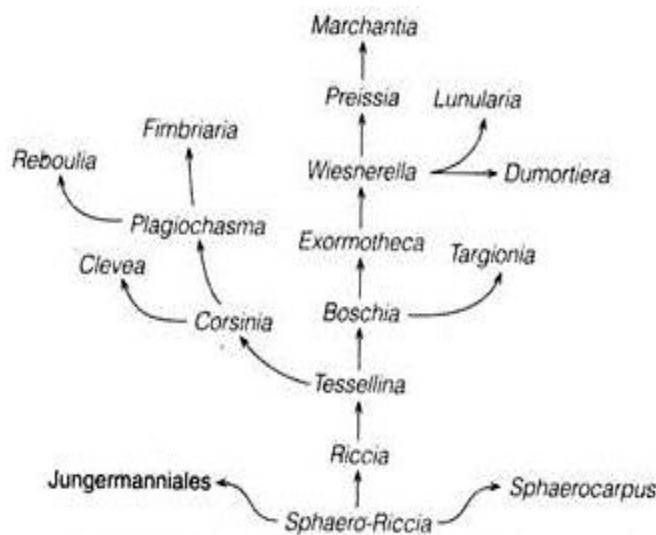 Marchantia
Preissia Lunularia
Fimbriaria
Reboulia
Wiesnerella Dumortiera
Plagiochasma
Exormotheca
Targionia
Clevea
Corsinia
Boschia
Tessellina
Riccia
Jungermanniales
Sphaerocarpus
Sphaero-Riccia